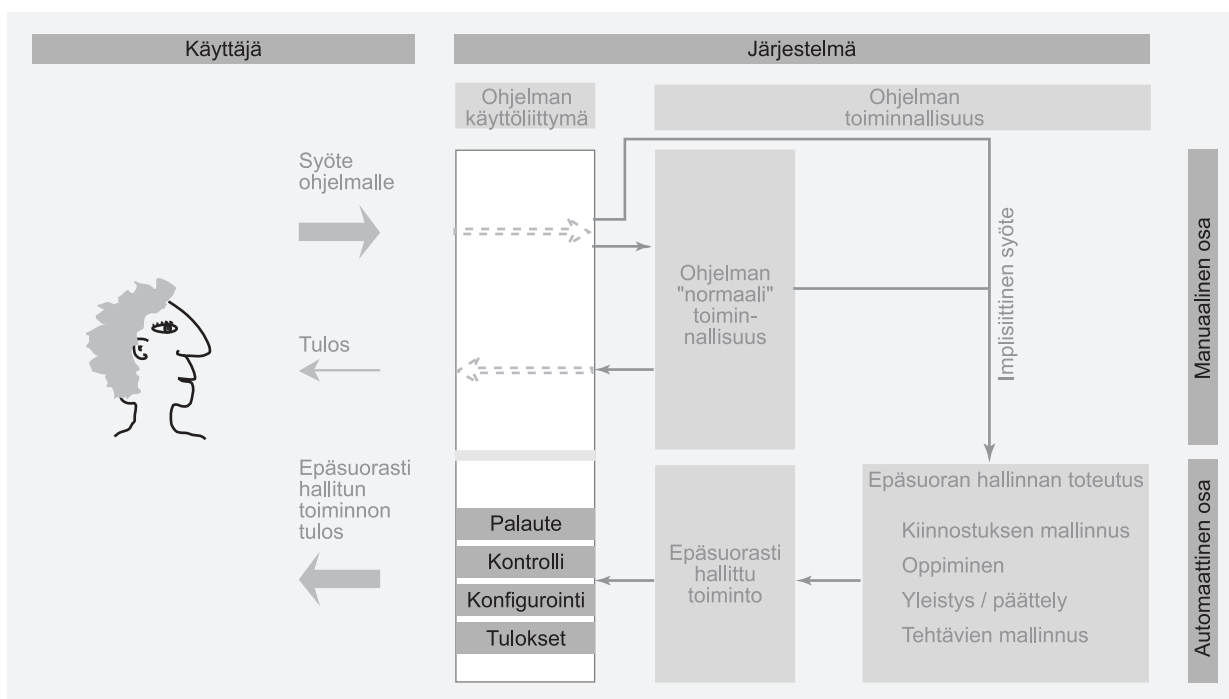 Käyttäjä
Järjestelmä
Ohjelman
käyttöliittymä
Ohjelman
toiminnallisuus
Syöte
ohjelmalle
Ohjelman
"normaali"
toimin-
nallisuus
Implisiittinen syöte
Manuaalinen osa
Tulos
Epäsuorasti
hallitun
toiminnon
tulos
Palaute
Kontrolli
Konfigurointi
Tulokset
Epäsuorasti
hallittu
toiminto
Epäsuoran hallinnan toteutus
Kiinnostuksen mallinnus
Oppiminen
Yleistys / päättely
Tehtävien mallinnus
Automaattinen osa